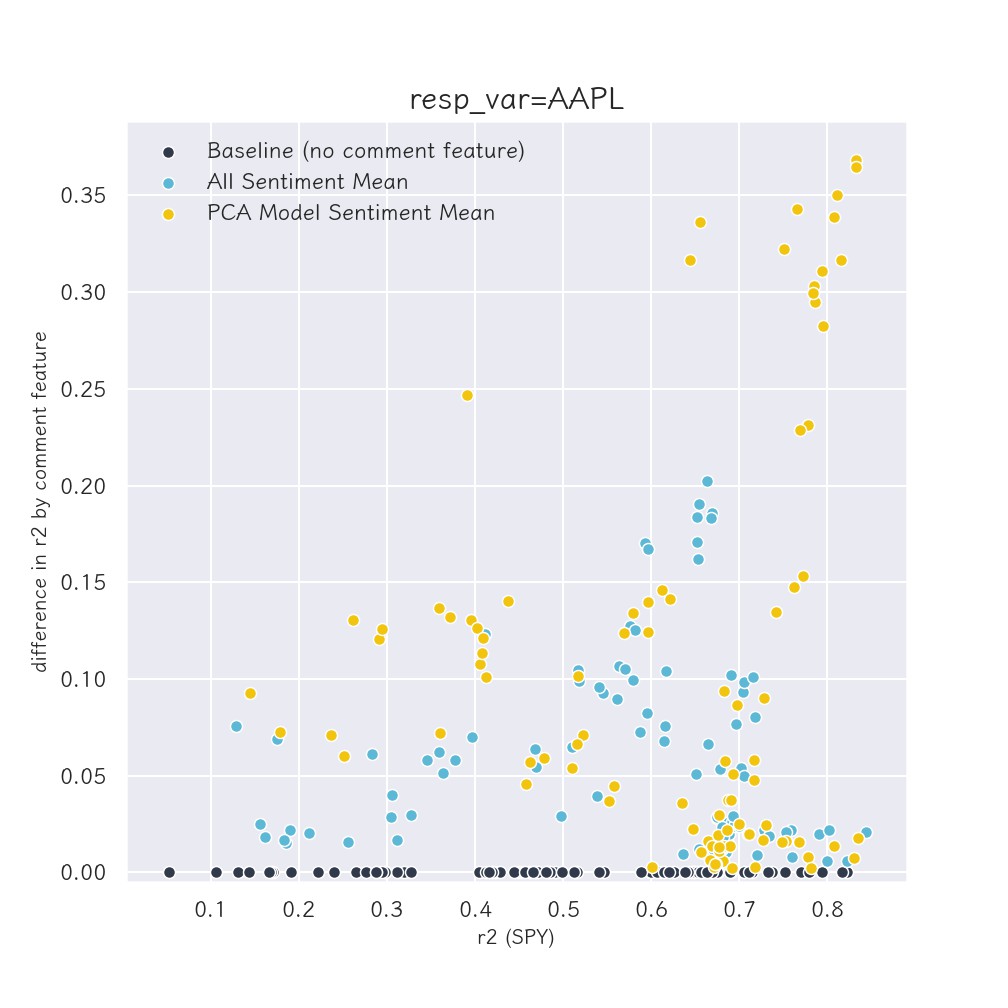 resp_var=AAPL
Baseline (no comment feature)
All Sentiment Mean
PCA Model Sentiment Mean
difference in r2 by comment feature
0.35
0.30
0.25
0.20
0.15
0.10
0.05
0.00
0.1 0.2 0.3 0.4 0.5 0.6 0.7 0.8
r2 (SPY)